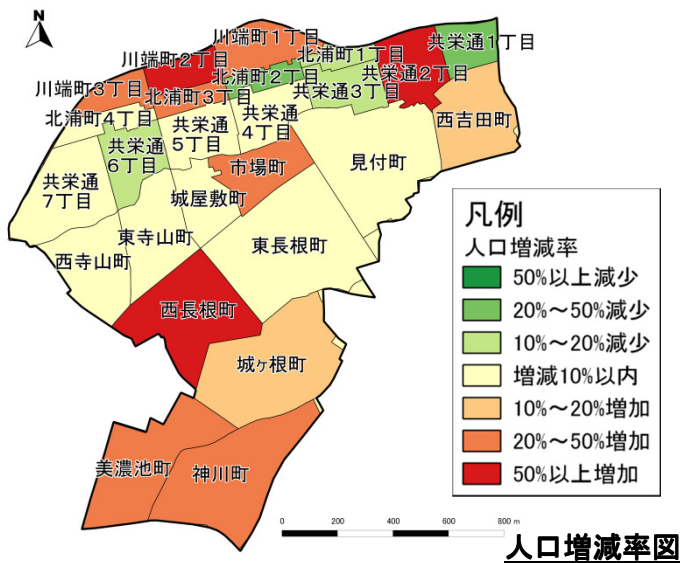 N
川端町1丁目
共栄通1丁目
川端町2丁目
北浦町1丁目
共栄通2丁目
川端町3丁目
北浦町2丁目
北浦町3丁目
共栄通3丁目
北浦町4丁目
共栄通
5丁目
共栄通
4丁目
西吉田町
共栄通
6丁目
市場町
見付町
共栄通
7丁目
城屋敷町
東寺山町
東長根町
西寺山町
西長根町
城ヶ根町
美濃池町
神川町
凡例
人口増減率
50%以上減少
20%～50%減少
10%～20%減少
増減10%以内
10%～20%増加
20%～50%増加
50%以上増加
0 200 400 600 800 m
人口増減率図